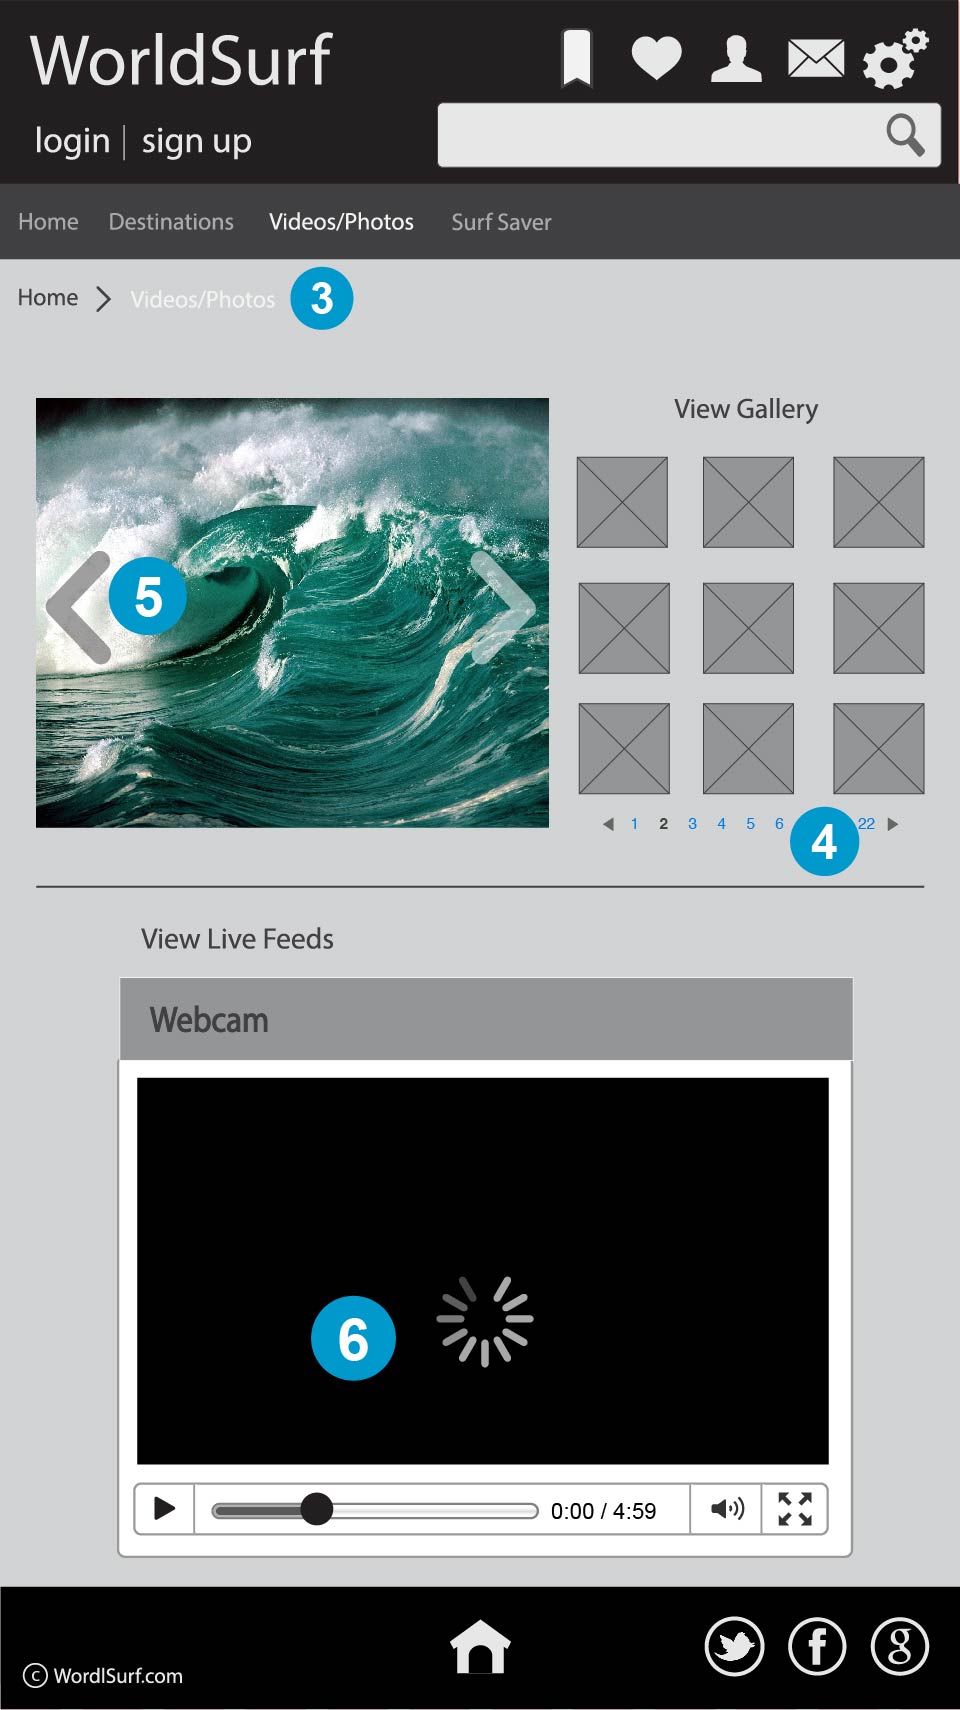 WorldSurf
login | sign up
Home Destinations Videos/Photos Surf Saver
Home > Videos/Photos 3
View Gallery
5
1 2 3 4 5 6 4 22
View Live Feeds
Webcam
6
0:00 / 4:59
© WordlSurf.com